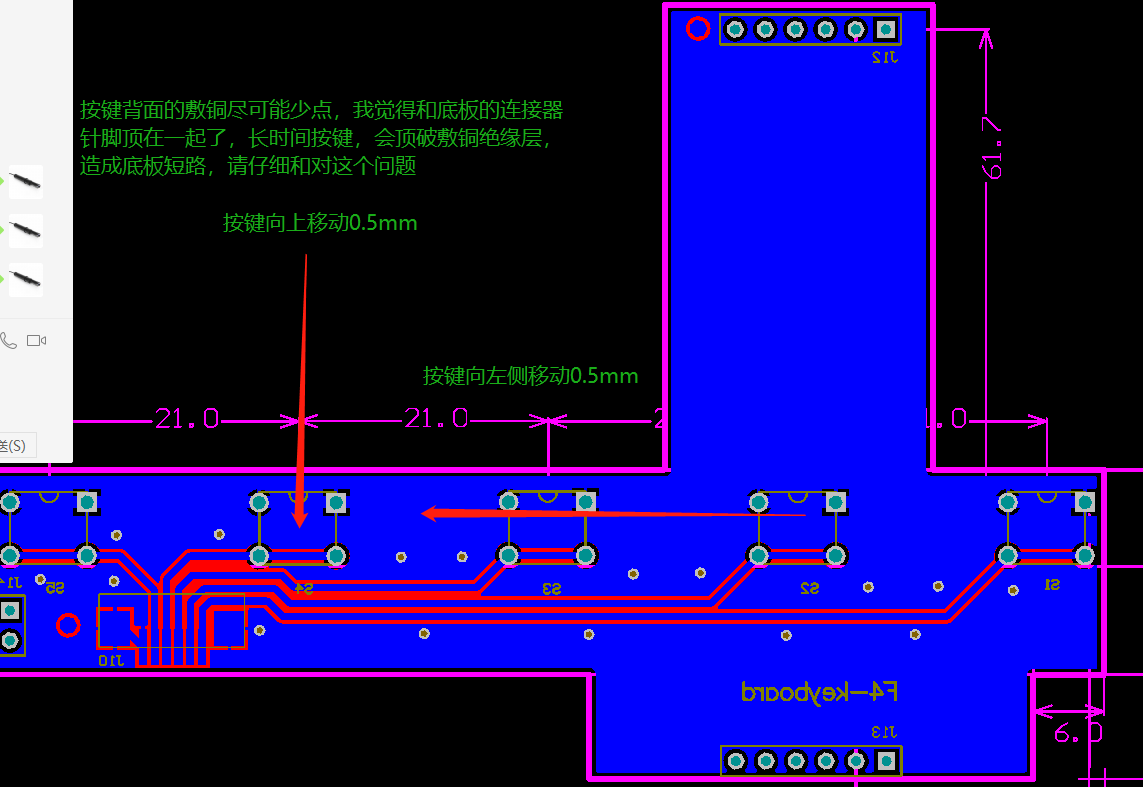 J12
按键背面的敷铜尽可能少点，我觉得和底板的连接器
针脚顶在一起了，长时间按键，会顶破敷铜绝缘层，
造成底板短路，请仔细和对这个问题
61.7
按键向上移动0.5mm
按键向左侧移动0.5mm
21.0
21.0
2
.0
送(S)
S5
S4
S3
S2
S1
J10
F4-keyboard
J13
6.0